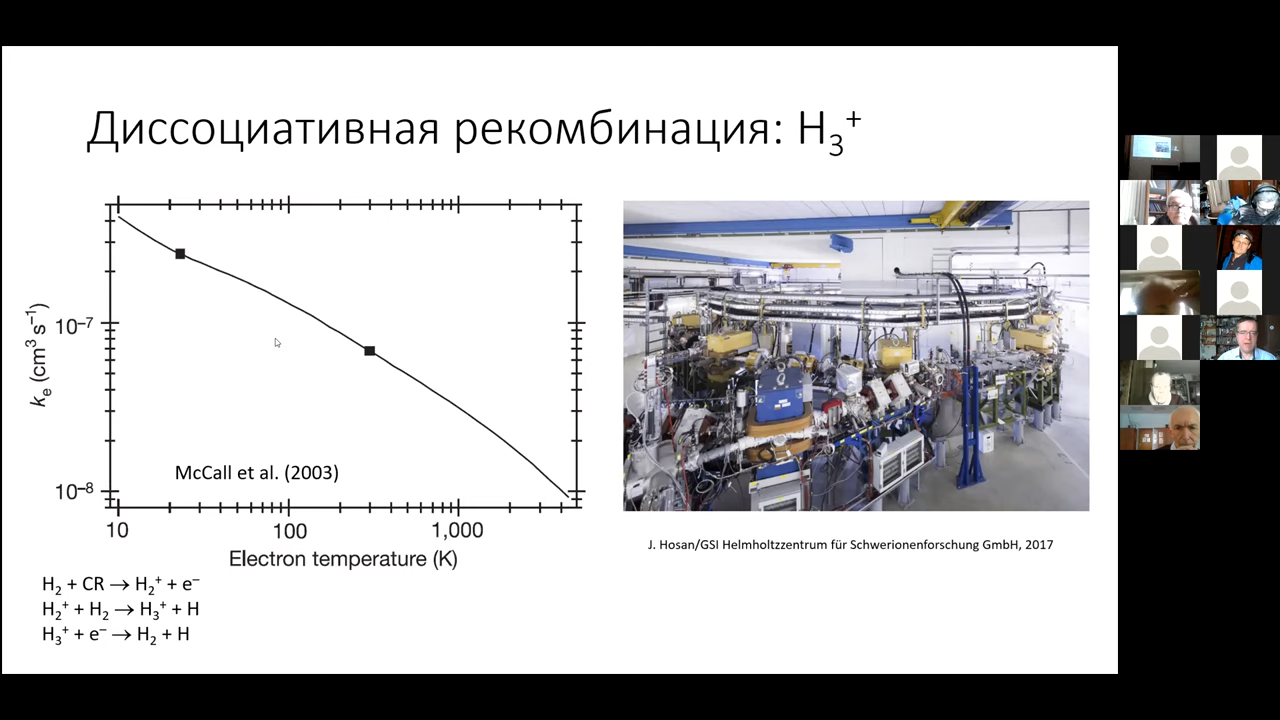 Диссоциативная рекомбинация: H₃⁺
kₑ (cm³ s⁻¹)
10⁻⁷
10⁻⁸
McCall et al. (2003)
10 100 1,000
Electron temperature (K)
J. Hosan/GSI Helmholtzzentrum für Schwerionenforschung GmbH, 2017
H₂ + CR → H₂⁺ + e⁻
H₂⁺ + H₂ → H₃⁺ + H
H₃⁺ + e⁻ → H₂ + H